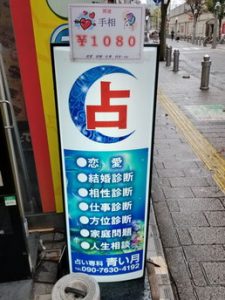 手相
￥1080
占
●恋愛
●結婚診断
●相性診断
●仕事診断
●方位診断
●家庭問題
●人生相談
占い専科 青い月
090-7630-4192